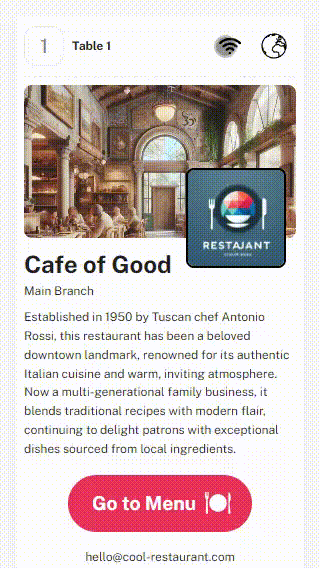 1 Table 1
RESTAJANT
Cafe of Good
Main Branch
Established in 1950 by Tuscan chef Antonio
Rossi, this restaurant has been a beloved
downtown landmark, renowned for its authentic
Italian cuisine and warm, inviting atmosphere.
Now a multi-generational family business, it
blends traditional recipes with modern flair,
continuing to delight patrons with exceptional
dishes sourced from local ingredients.
Go to Menu
hello@cool-restaurant.com